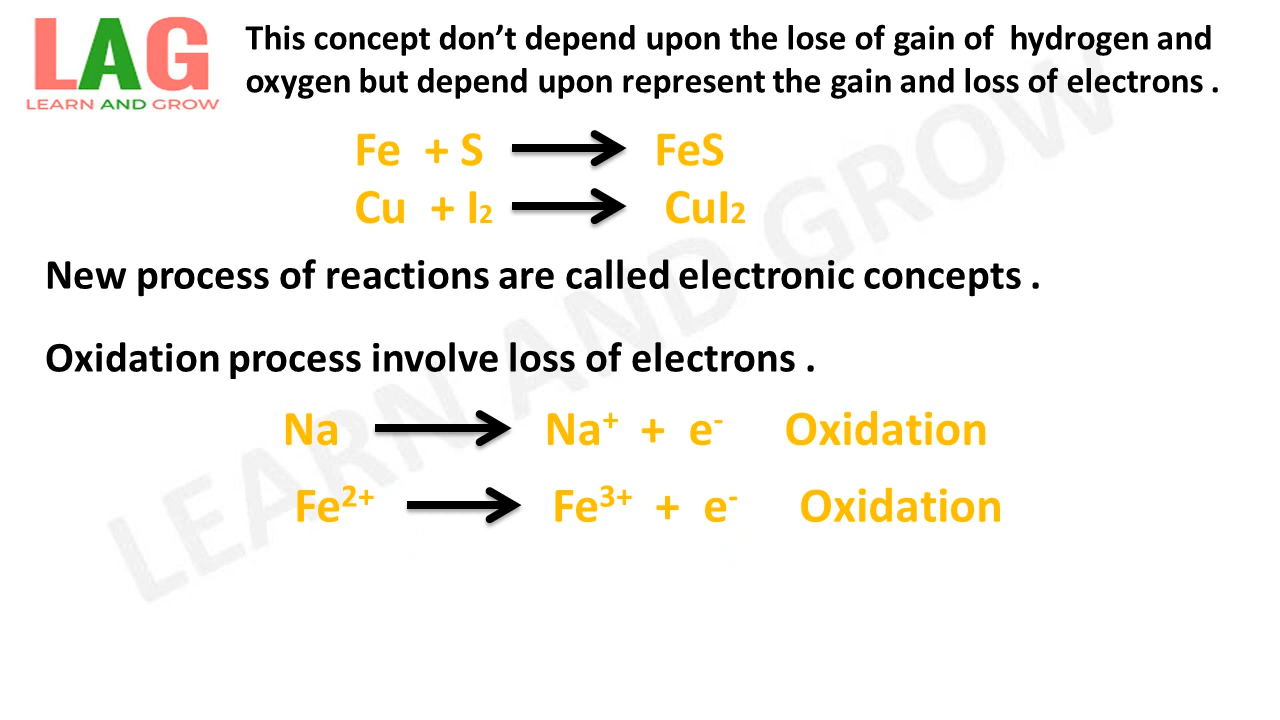 LAG
LEARN AND GROW
This concept don’t depend upon the lose of gain of hydrogen and
oxygen but depend upon represent the gain and loss of electrons .
Fe + S ⟶ FeS
Cu + I₂ ⟶ CuI₂
New process of reactions are called electronic concepts .
Oxidation process involve loss of electrons .
Na ⟶ Na⁺ + e⁻ Oxidation
Fe²⁺ ⟶ Fe³⁺ + e⁻ Oxidation
LEARN AND GROW